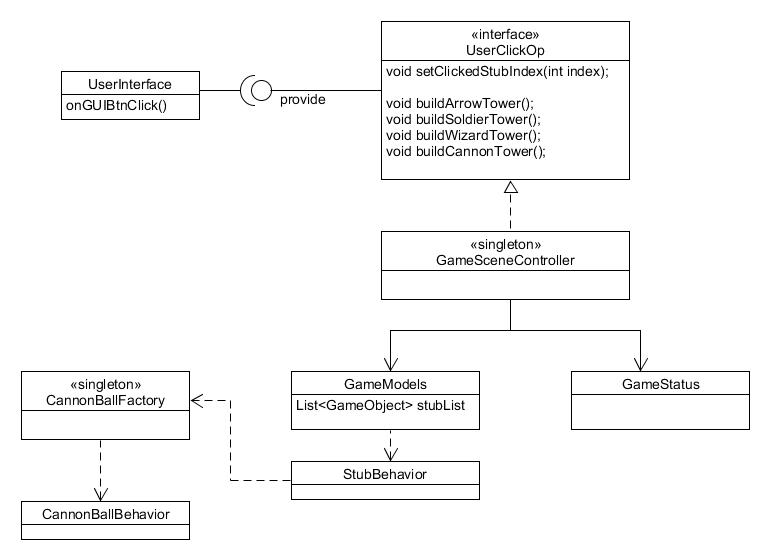 «interface»
UserClickOp
void setClickedStubIndex(int index);
void buildArrowTower();
void buildSoldierTower();
void buildWizardTower();
void buildCannonTower();
UserInterface
onGUIBtnClick()
provide
«singleton»
GameSceneController
«singleton»
CannonBallFactory
GameModels
List<GameObject> stubList
GameStatus
StubBehavior
CannonBallBehavior